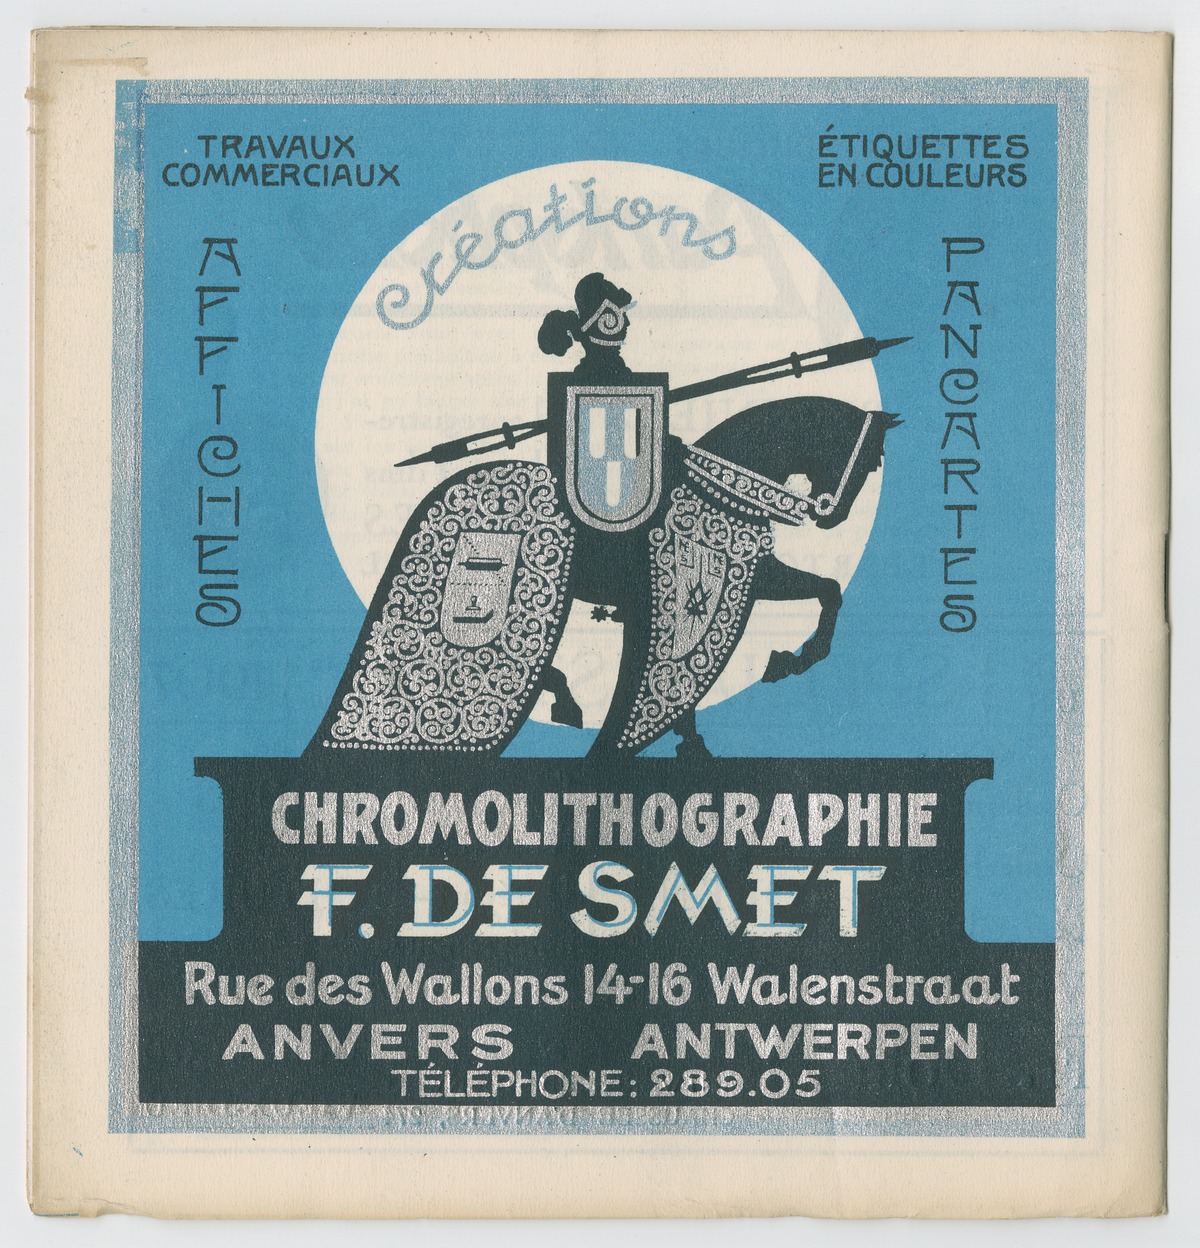 TRAVAUX
COMMERCIAUX
ÉTIQUETTES
EN COULEURS
Créations
AFFICHES
PANCARTES
CHROMOLITHOGRAPHIE
F. DE SMET
Rue des Wallons 14-16 Walenstraat
ANVERS ANTWERPEN
TÉLÉPHONE: 289.05